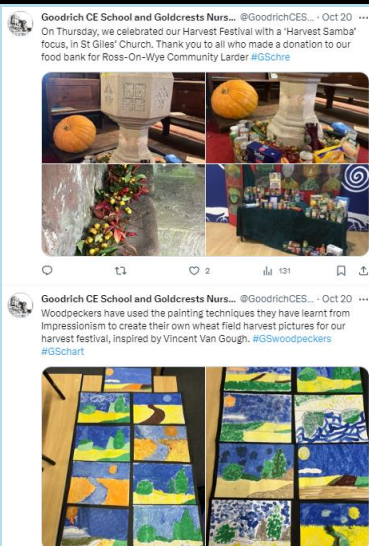 Goodrich CE School and Goldcrests Nurs... @GoodrichCES... · Oct 20 ...
On Thursday, we celebrated our Harvest Festival with a 'Harvest Samba'
focus, in St Giles' Church. Thank you to all who made a donation to our
food bank for Ross-On-Wye Community Larder #GSchre
2 131
Goodrich CE School and Goldcrests Nurs... @GoodrichCES... · Oct 20 ...
Woodpeckers have used the painting techniques they have learnt from
Impressionism to create their own wheat field harvest pictures for our
harvest festival, inspired by Vincent Van Gough. #GSwoodpeckers
#GSchart